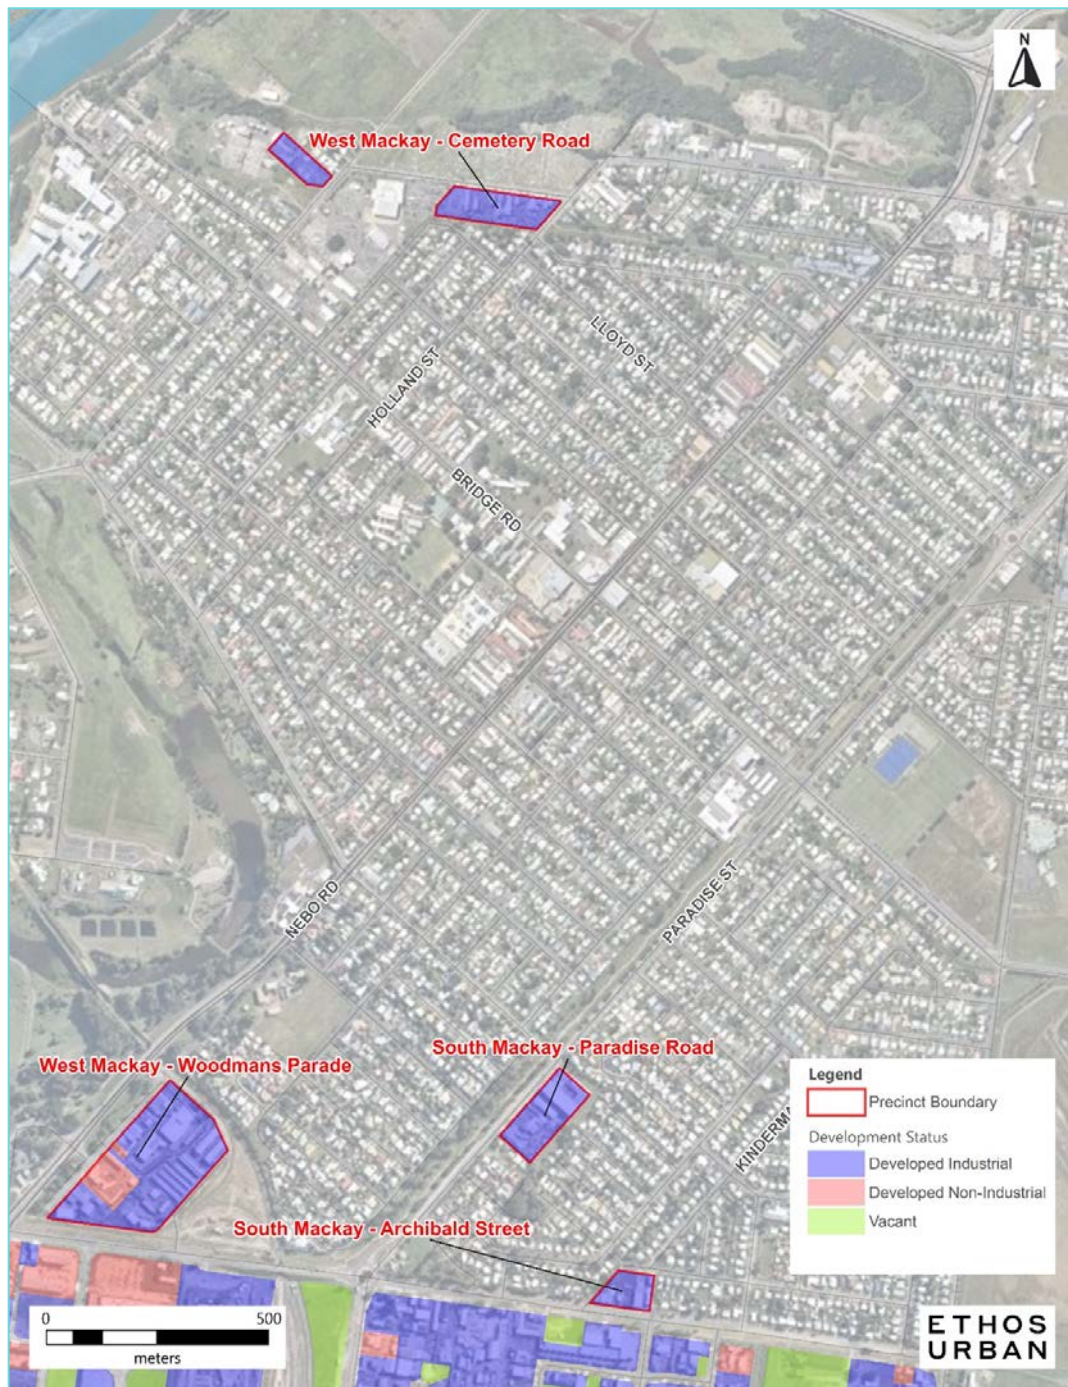 N
West Mackay - Cemetery Road
LLOYD ST
HOLLAND ST
BRIDGE RD
PARADISE ST
NEBO RD
South Mackay - Paradise Road
West Mackay - Woodmans Parade
Legend
Precinct Boundary
Development Status
Developed Industrial
Developed Non-Industrial
Vacant
KINDERMA
South Mackay - Archibald Street
0 500
meters
ETHOS
URBAN